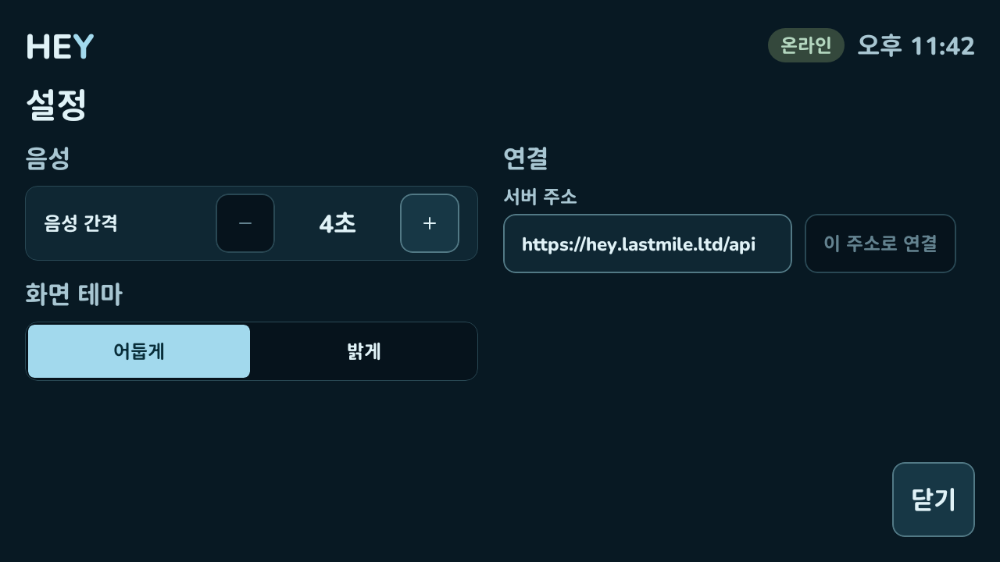 HEY
온라인 오후 11:42
설정
음성
음성 간격 − 4초 +
화면 테마
어둡게 밝게
연결
서버 주소
https://hey.lastmile.ltd/api 이 주소로 연결
닫기